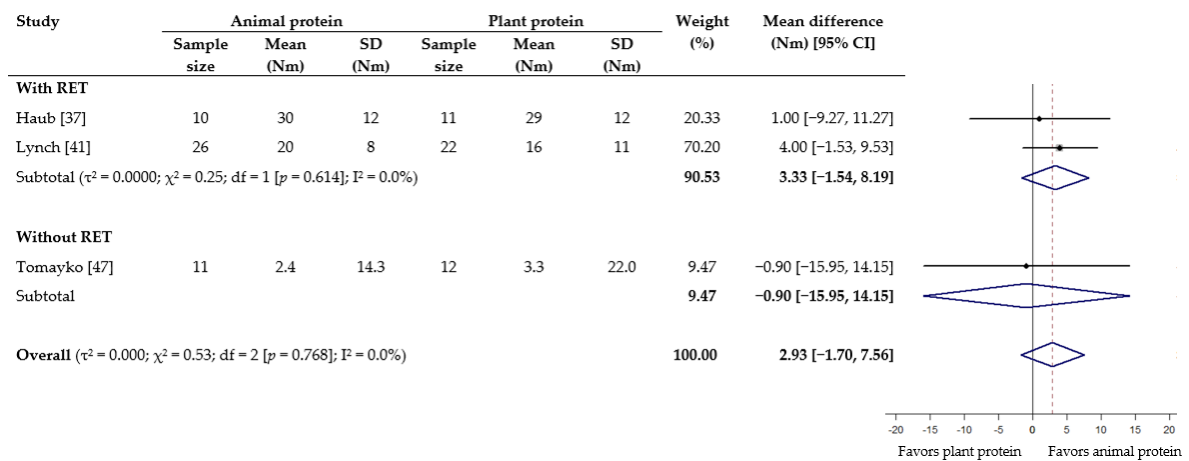 Study Animal protein Plant protein Weight (%) Mean difference (Nm) [95% CI]
Sample size Mean (Nm) SD (Nm) Sample size Mean (Nm) SD (Nm)
With RET
Haub [37] 10 30 12 11 29 12 20.33 1.00 [−9.27, 11.27]
Lynch [41] 26 20 8 22 16 11 70.20 4.00 [−1.53, 9.53]
Subtotal (τ² = 0.0000; χ² = 0.25; df = 1 [p = 0.614]; I² = 0.0%) 90.53 3.33 [−1.54, 8.19]
Without RET
Tomayko [47] 11 2.4 14.3 12 3.3 22.0 9.47 −0.90 [−15.95, 14.15]
Subtotal 9.47 −0.90 [−15.95, 14.15]
Overall (τ² = 0.000; χ² = 0.53; df = 2 [p = 0.768]; I² = 0.0%) 100.00 2.93 [−1.70, 7.56]
-20 -15 -10 -5 0 5 10 15 20
Favors plant protein Favors animal protein